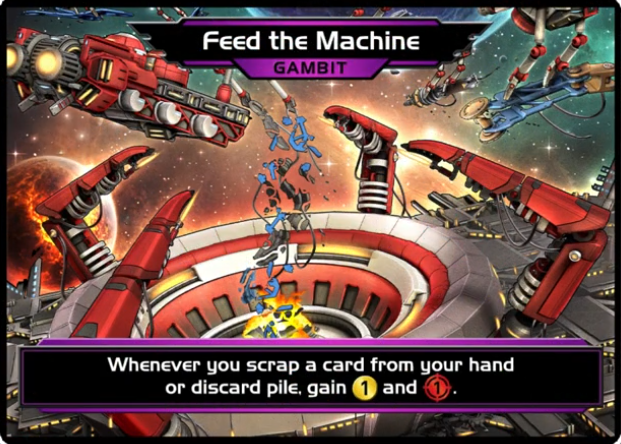 Feed the Machine
GAMBIT
Whenever you scrap a card from your hand
or discard pile, gain 1 and 1.